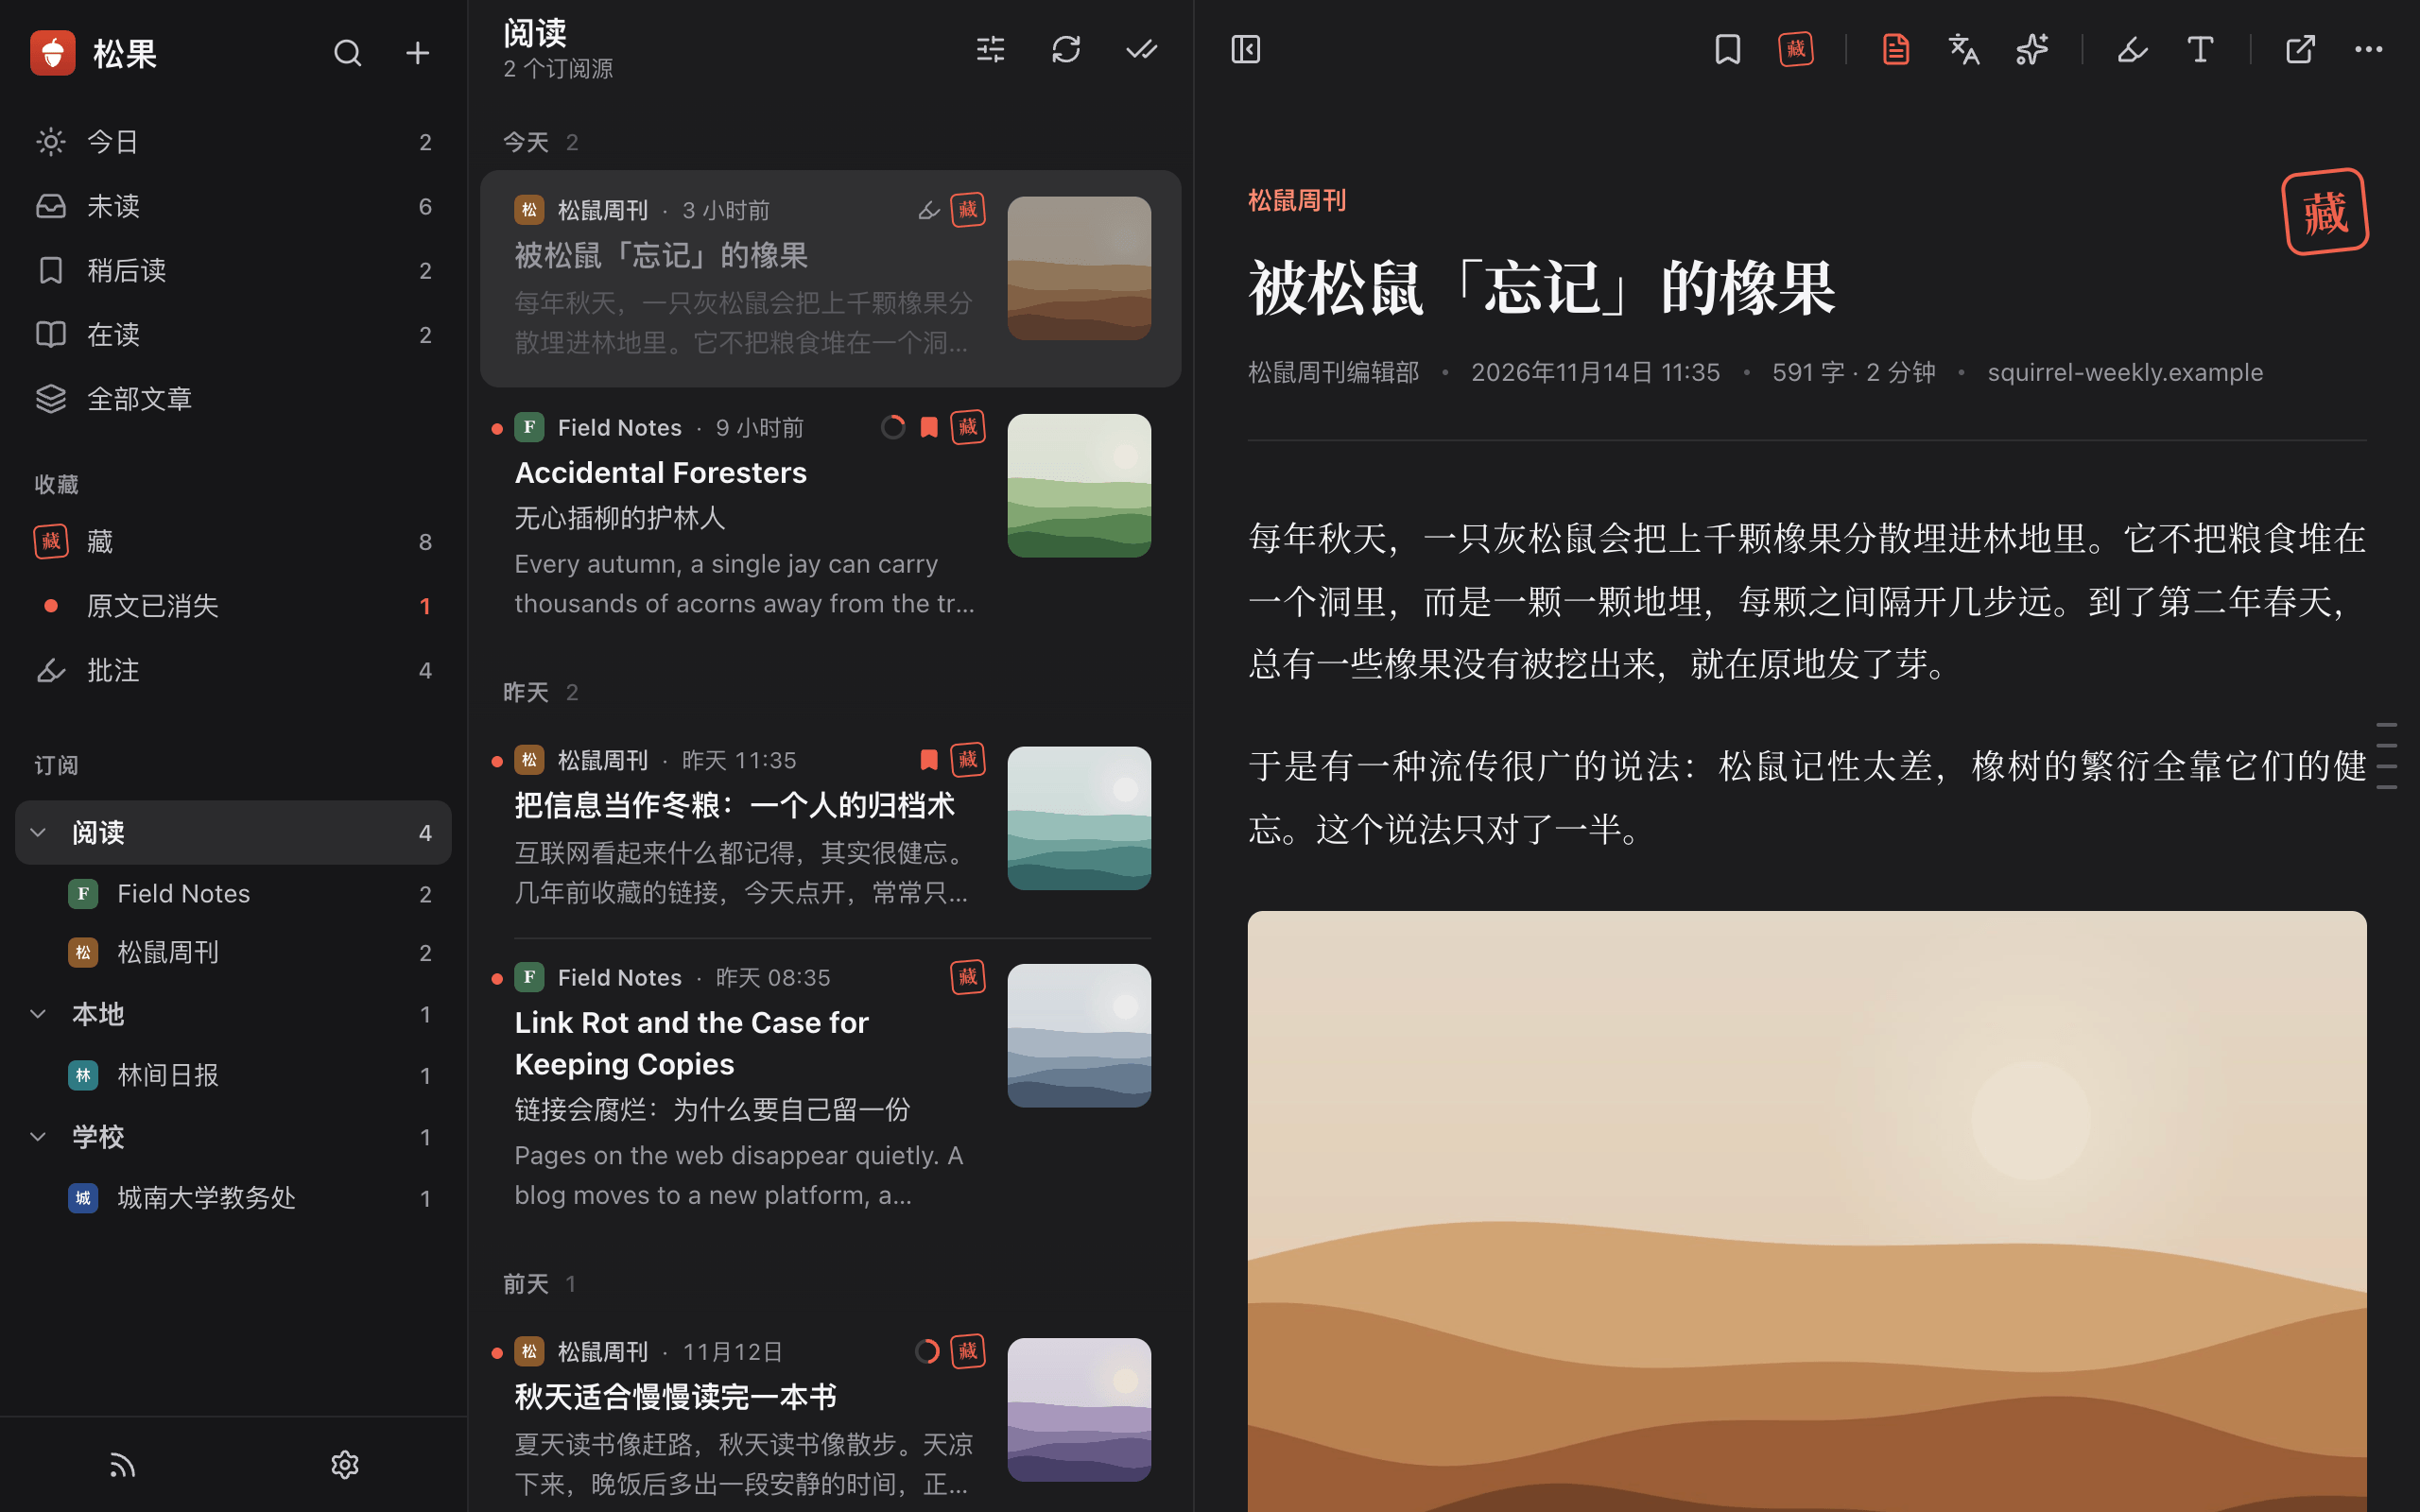 松果
今日 2
未读 6
稍后读 2
在读 2
全部文章
收藏
藏 藏 8
原文已消失 1
批注 4
订阅
阅读 4
F Field Notes 2
松 松鼠周刊 2
本地 1
林 林间日报 1
学校 1
城 城南大学教务处 1
阅读
2 个订阅源
今天 2
松 松鼠周刊 · 3 小时前 藏
被松鼠「忘记」的橡果
每年秋天，一只灰松鼠会把上千颗橡果分
散埋进林地里。它不把粮食堆在一个洞…
F Field Notes · 9 小时前 藏
Accidental Foresters
无心插柳的护林人
Every autumn, a single jay can carry
thousands of acorns away from the tr…
昨天 2
松 松鼠周刊 · 昨天 11:35 藏
把信息当作冬粮：一个人的归档术
互联网看起来什么都记得，其实很健忘。
几年前收藏的链接，今天点开，常常只…
F Field Notes · 昨天 08:35 藏
Link Rot and the Case for
Keeping Copies
链接会腐烂：为什么要自己留一份
Pages on the web disappear quietly. A
blog moves to a new platform, a…
前天 1
松 松鼠周刊 · 11月12日 藏
秋天适合慢慢读完一本书
夏天读书像赶路，秋天读书像散步。天凉
下来，晚饭后多出一段安静的时间，正…
藏
松鼠周刊
藏
被松鼠「忘记」的橡果
松鼠周刊编辑部 • 2026年11月14日 11:35 • 591 字 · 2 分钟 • squirrel-weekly.example
每年秋天，一只灰松鼠会把上千颗橡果分散埋进林地里。它不把粮食堆在
一个洞里，而是一颗一颗地埋，每颗之间隔开几步远。到了第二年春天，
总有一些橡果没有被挖出来，就在原地发了芽。
于是有一种流传很广的说法：松鼠记性太差，橡树的繁衍全靠它们的健
忘。这个说法只对了一半。